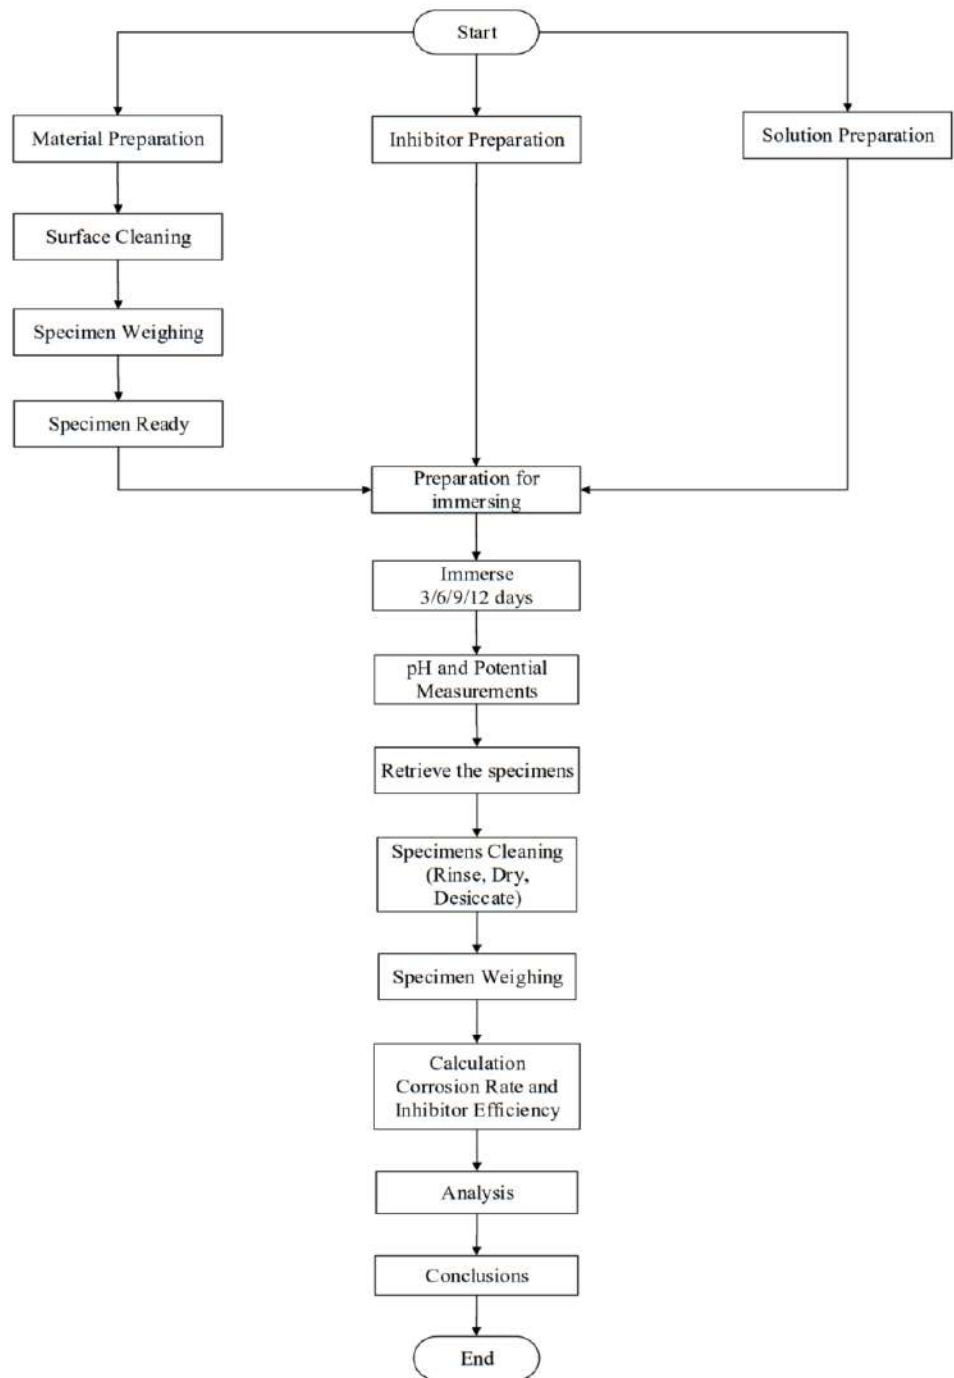 Start
Material Preparation
Inhibitor Preparation
Solution Preparation
Surface Cleaning
Specimen Weighing
Specimen Ready
Preparation for
immersing
Immerse
3/6/9/12 days
pH and Potential
Measurements
Retrieve the specimens
Specimens Cleaning
(Rinse, Dry,
Desiccate)
Specimen Weighing
Calculation
Corrosion Rate and
Inhibitor Efficiency
Analysis
Conclusions
End